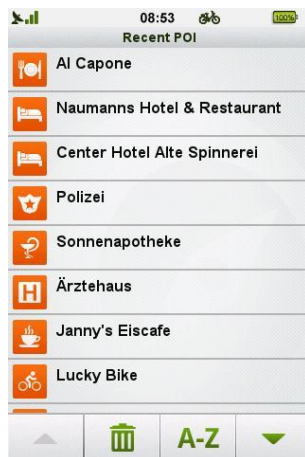 08:53
100%
Recent POI
Al Capone
Naumanns Hotel & Restaurant
Center Hotel Alte Spinnerei
Polizei
Sonnenapotheke
H
Ärztehaus
Janny's Eiscafe
Lucky Bike
A-Z